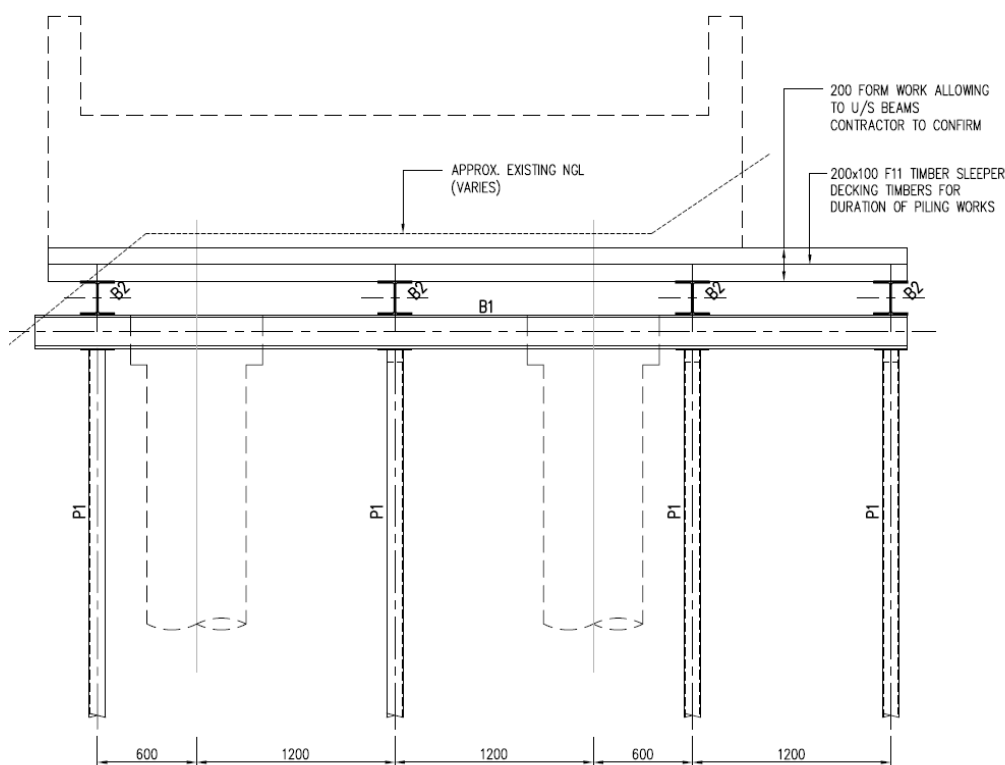 200 FORM WORK ALLOWING
TO U/S BEAMS
CONTRACTOR TO CONFIRM
APPROX. EXISTING NGL
(VARIES)
200x100 F11 TIMBER SLEEPER
DECKING TIMBERS FOR
DURATION OF PILING WORKS
B2 B2 B2 B2
B1
P1 P1 P1 P1
600 1200 1200 600 1200